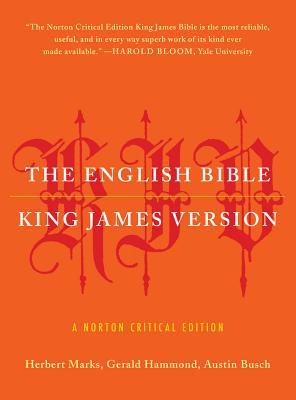 "The Norton Critical Edition King James Bible is the most reliable,
useful, and in every way superb work of its kind ever
made available." —HAROLD BLOOM, Yale University
KJV
THE ENGLISH BIBLE
KING JAMES VERSION
A NORTON CRITICAL EDITION
Herbert Marks, Gerald Hammond, Austin Busch